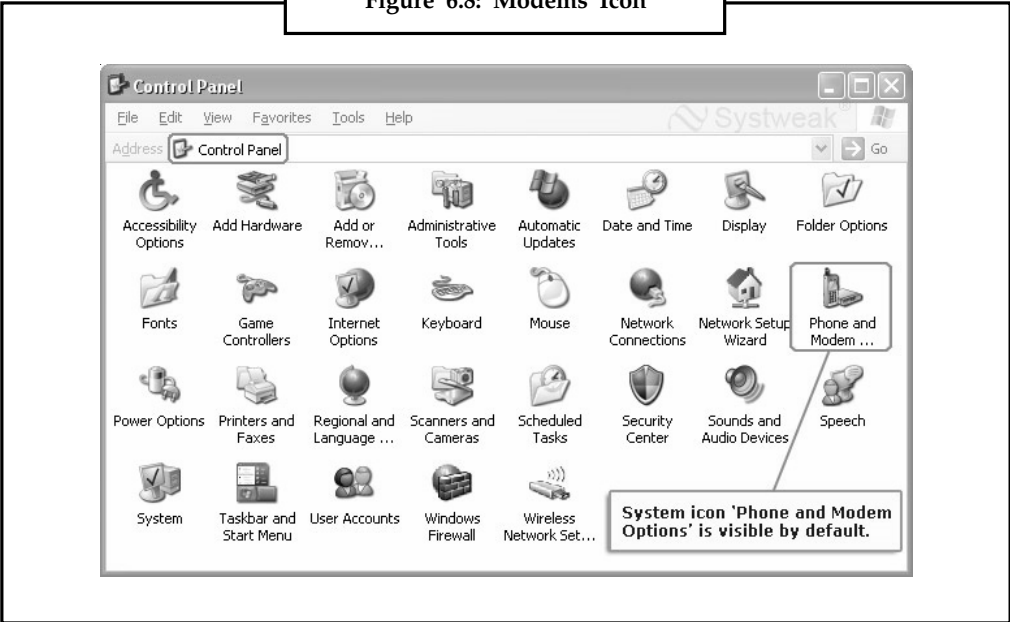 Figure 6.8: Modems Icon
Control Panel
File Edit View Favorites Tools Help
Systweak®
Address Control Panel Go
Accessibility Options
Add Hardware
Add or Remov...
Administrative Tools
Automatic Updates
Date and Time
Display
Folder Options
Fonts
Game Controllers
Internet Options
Keyboard
Mouse
Network Connections
Network Setup Wizard
Phone and Modem ...
Power Options
Printers and Faxes
Regional and Language ...
Scanners and Cameras
Scheduled Tasks
Security Center
Sounds and Audio Devices
Speech
System
Taskbar and Start Menu
User Accounts
Windows Firewall
Wireless Network Set...
System icon ‘Phone and Modem
Options’ is visible by default.